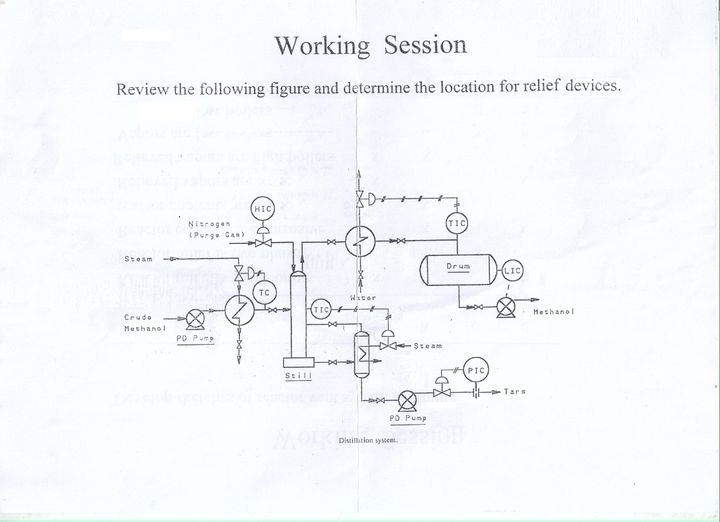 Working Session
Review the following figure and determine the location for relief devices.
HIC
Nitrogen
(Purge Gas)
TIC
Steam
Drum
LIC
TC
Water
Methanol
TIC
Crude
Methanol
PD Pump
Steam
Still
PIC
Tars
PD Pump
Distillation system.